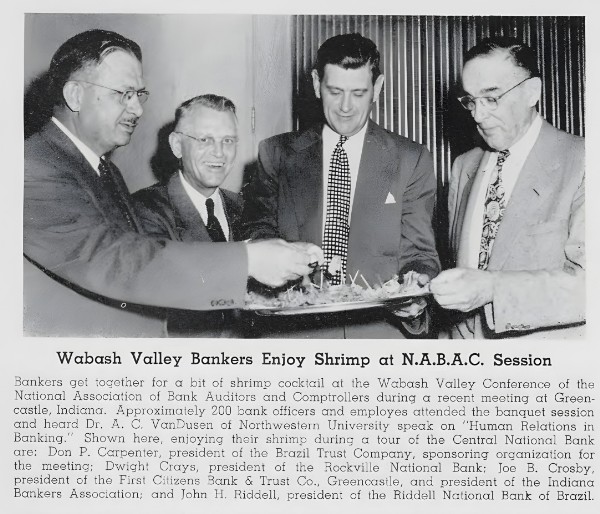 Wabash Valley Bankers Enjoy Shrimp at N.A.B.A.C. Session
Bankers get together for a bit of shrimp cocktail at the Wabash Valley Conference of the
National Association of Bank Auditors and Comptrollers during a recent meeting at Green-
castle, Indiana. Approximately 200 bank officers and employes attended the banquet session
and heard Dr. A. C. VanDusen of Northwestern University speak on "Human Relations in
Banking." Shown here, enjoying their shrimp during a tour of the Central National Bank
are: Don P. Carpenter, president of the Brazil Trust Company, sponsoring organization for
the meeting; Dwight Crays, president of the Rockville National Bank; Joe B. Crosby,
president of the First Citizens Bank & Trust Co., Greencastle, and president of the Indiana
Bankers Association; and John H. Riddell, president of the Riddell National Bank of Brazil.